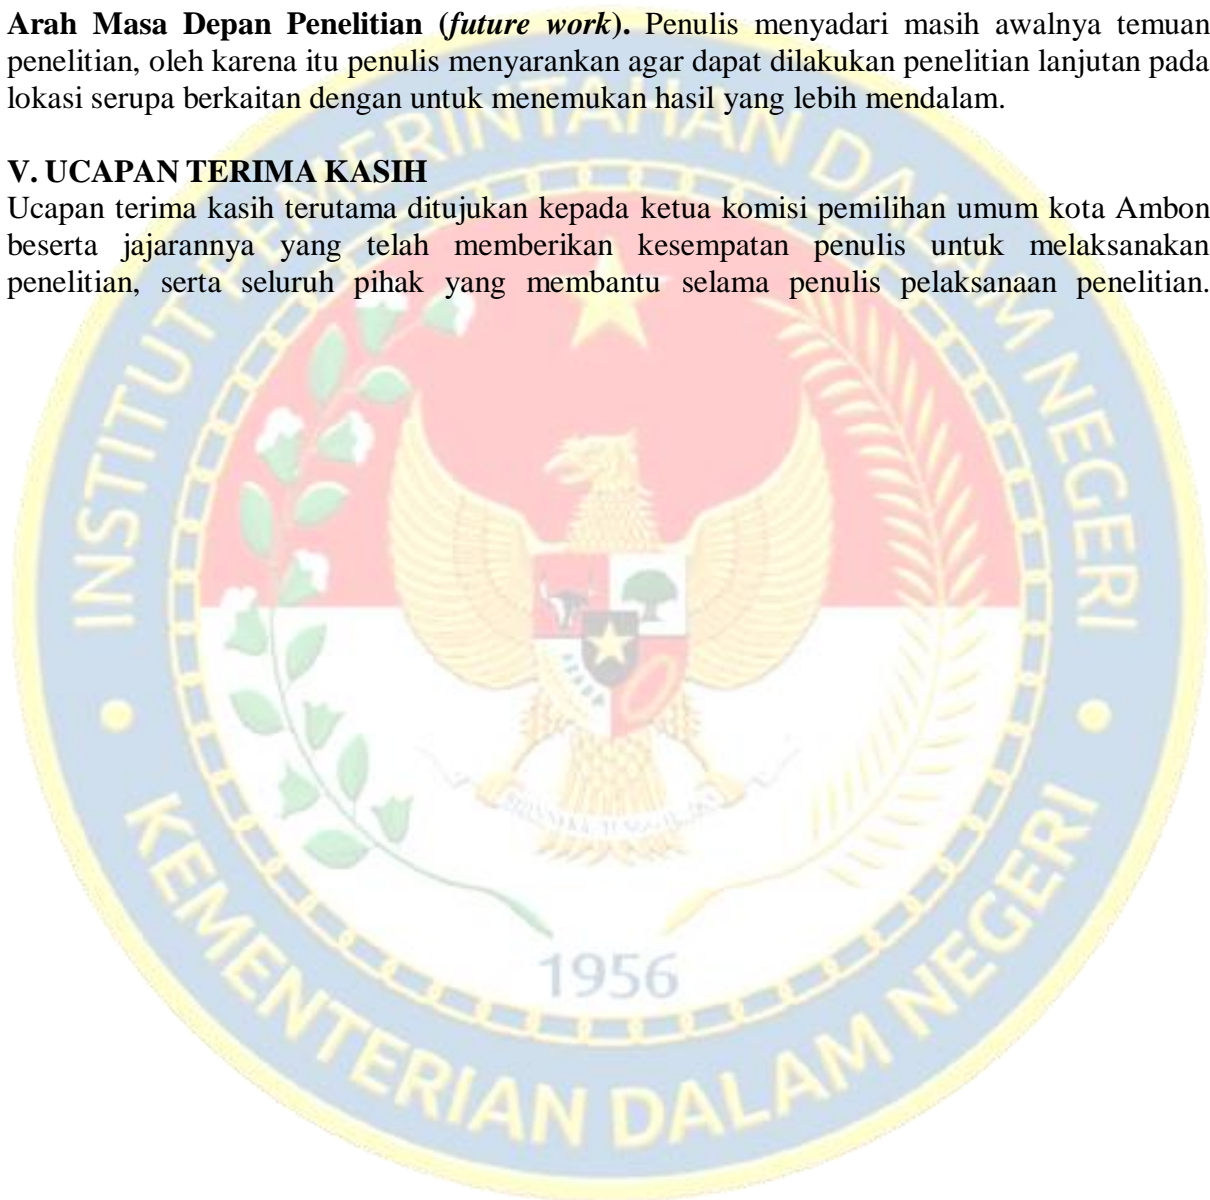 Arah Masa Depan Penelitian (future work). Penulis menyadari masih awalnya temuan
penelitian, oleh karena itu penulis menyarankan agar dapat dilakukan penelitian lanjutan pada
lokasi serupa berkaitan dengan untuk menemukan hasil yang lebih mendalam.
V. UCAPAN TERIMA KASIH
Ucapan terima kasih terutama ditujukan kepada ketua komisi pemilihan umum kota Ambon
beserta jajarannya yang telah memberikan kesempatan penulis untuk melaksanakan
penelitian, serta seluruh pihak yang membantu selama penulis pelaksanaan penelitian.
INSTITUT PEMERINTAHAN DALAM NEGERI
1956
KEMENTERIAN DALAM NEGERI